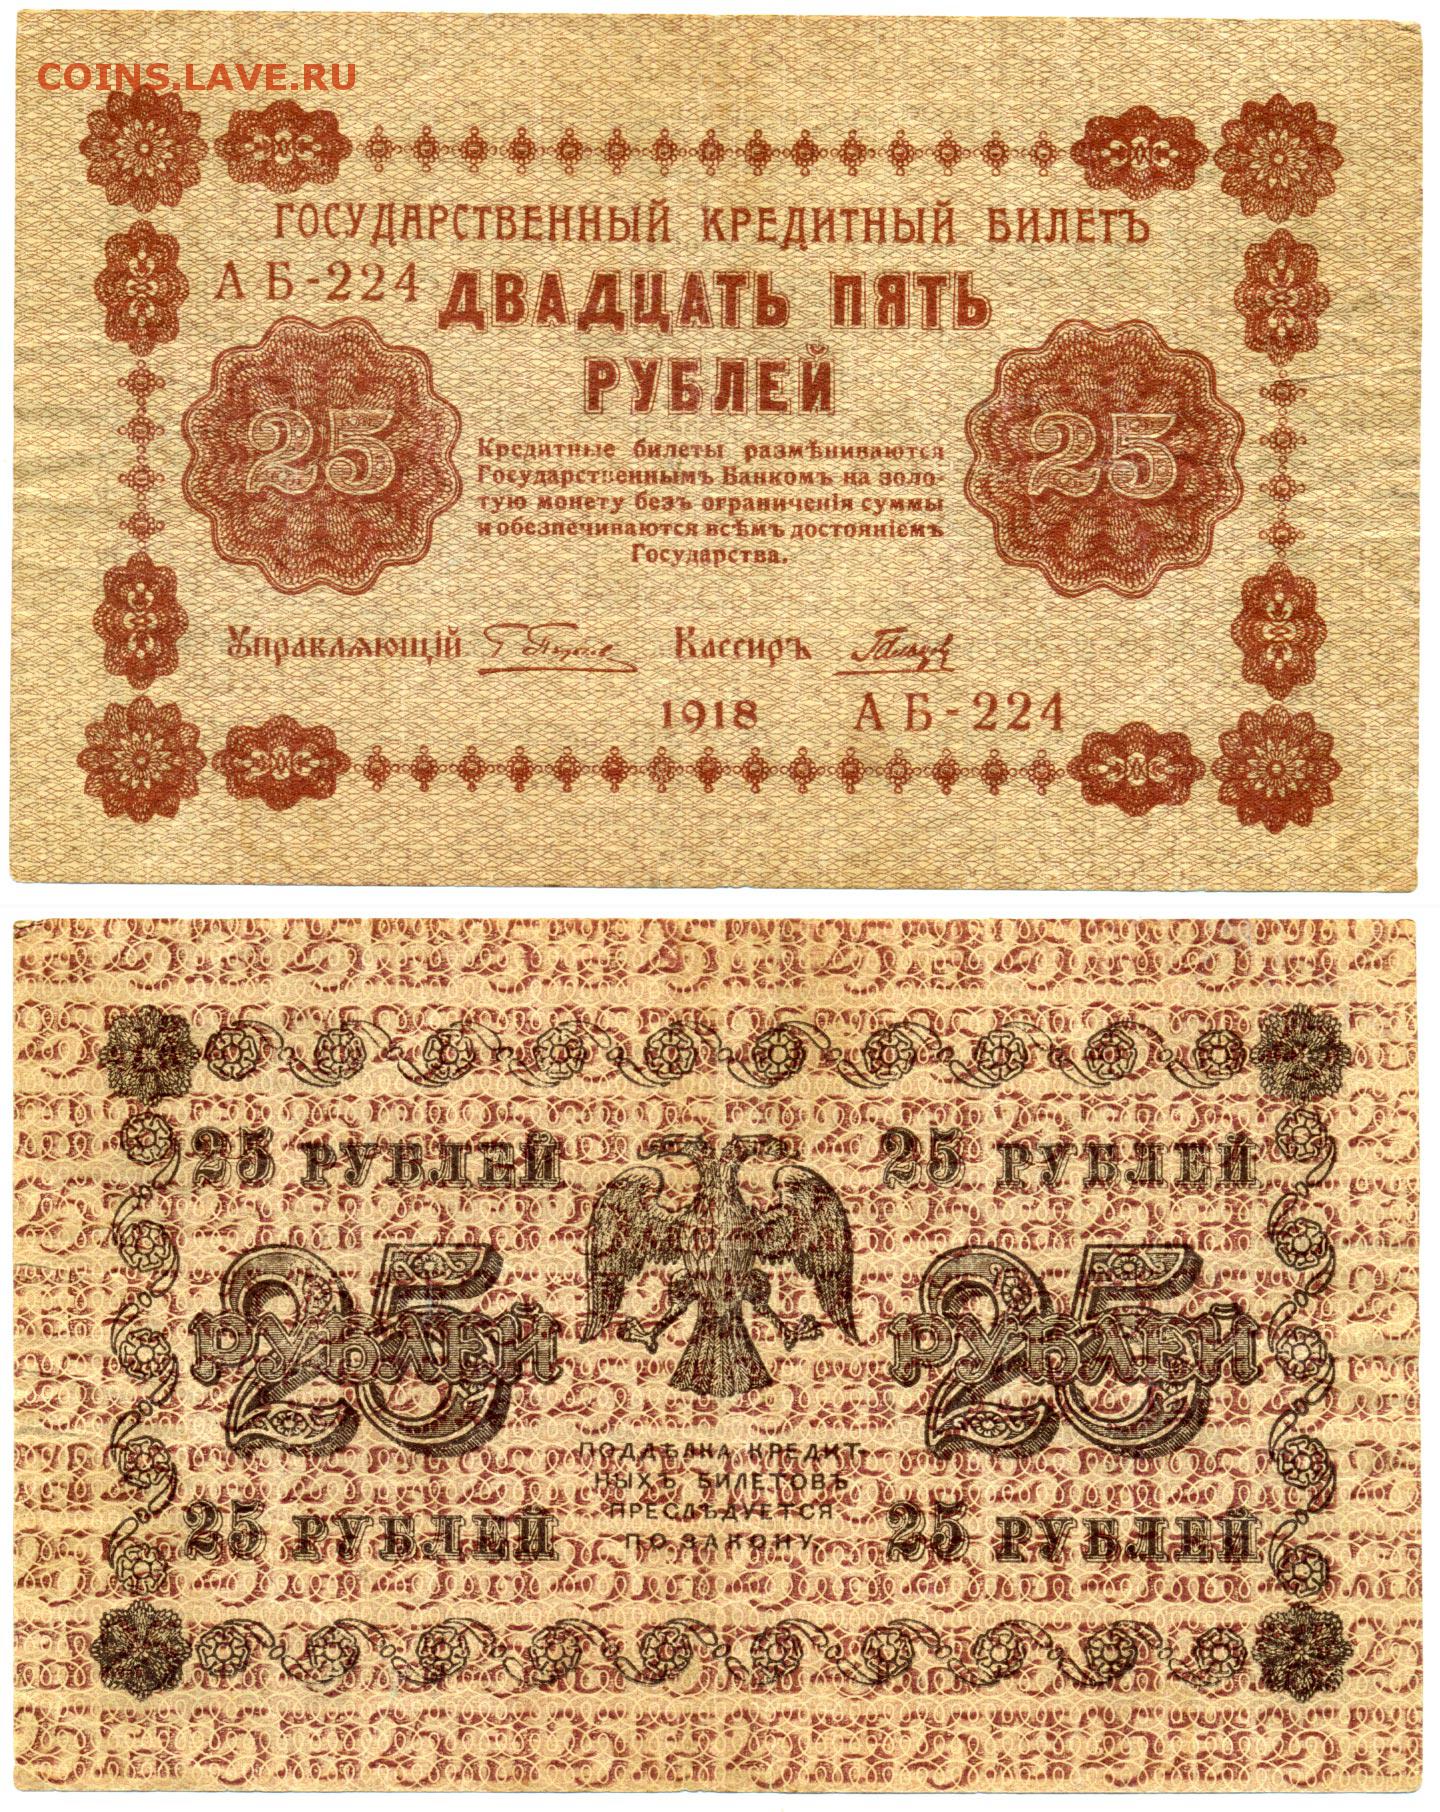 COINS.LAVE.RU
ГОСУДАРСТВЕННЫЙ КРЕДИТНЫЙ БИЛЕТЪ
АБ-224
ДВАДЦАТЬ ПЯТЬ
РУБЛЕЙ
25
25
Кредитные билеты размѣниваются
Государственнымъ Банкомъ на золо-
тую монету безъ ограниченія суммы
и обезпечиваются всѣмъ достояніемъ
Государства.
Управляющій Кассиръ
1918 АБ-224
25 РУБЛЕЙ 25 РУБЛЕЙ
25 РУБЛЕЙ
25 РУБЛЕЙ
ПОДДѢЛКА КРЕДИТ-
НЫХЪ БИЛЕТОВЪ
ПРЕСЛѢДУЕТСЯ
ПО ЗАКОНУ.
25 РУБЛЕЙ 25 РУБЛЕЙ